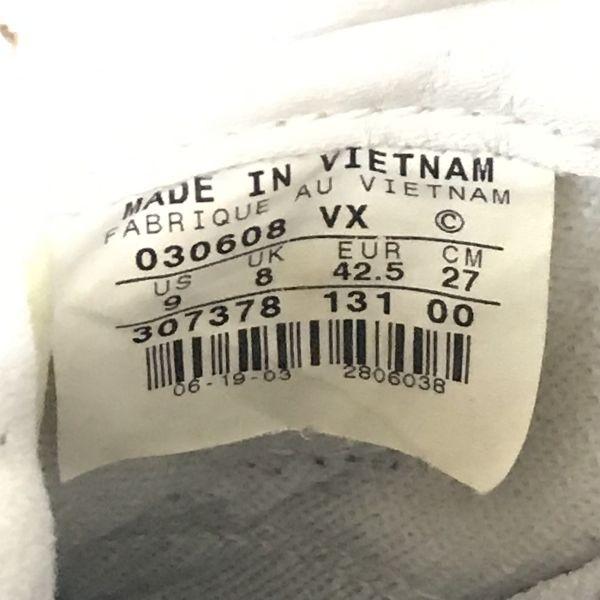 MADE IN VIETNAM
FABRIQUE AU VIETNAM
030608 VX ©
US UK EUR CM
9 8 42.5 27
307378 131 00
06-19-03 2806038